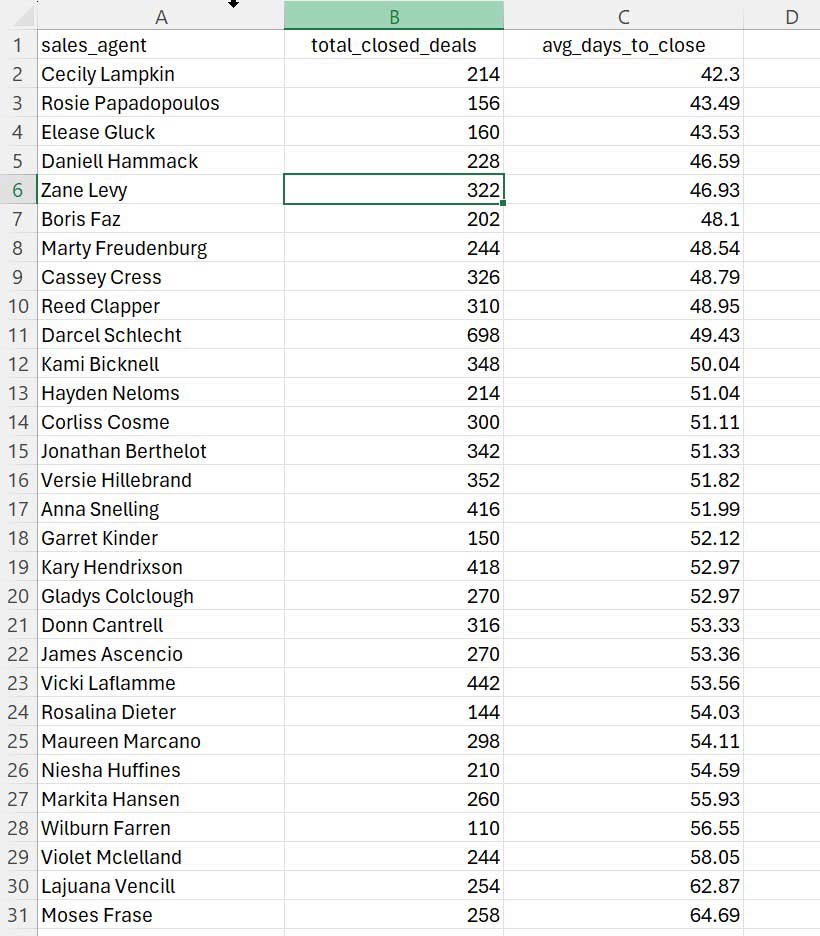 A B C D
1 sales_agent total_closed_deals avg_days_to_close
2 Cecily Lampkin 214 42.3
3 Rosie Papadopoulos 156 43.49
4 Elease Gluck 160 43.53
5 Daniell Hammack 228 46.59
6 Zane Levy 322 46.93
7 Boris Faz 202 48.1
8 Marty Freudenburg 244 48.54
9 Cassey Cress 326 48.79
10 Reed Clapper 310 48.95
11 Darcel Schlecht 698 49.43
12 Kami Bicknell 348 50.04
13 Hayden Neloms 214 51.04
14 Corliss Cosme 300 51.11
15 Jonathan Berthelot 342 51.33
16 Versie Hillebrand 352 51.82
17 Anna Snelling 416 51.99
18 Garret Kinder 150 52.12
19 Kary Hendrixson 418 52.97
20 Gladys Colclough 270 52.97
21 Donn Cantrell 316 53.33
22 James Ascencio 270 53.36
23 Vicki Laflamme 442 53.56
24 Rosalina Dieter 144 54.03
25 Maureen Marcano 298 54.11
26 Niesha Huffines 210 54.59
27 Markita Hansen 260 55.93
28 Wilburn Farren 110 56.55
29 Violet Mclelland 244 58.05
30 Lajuana Vencill 254 62.87
31 Moses Frase 258 64.69